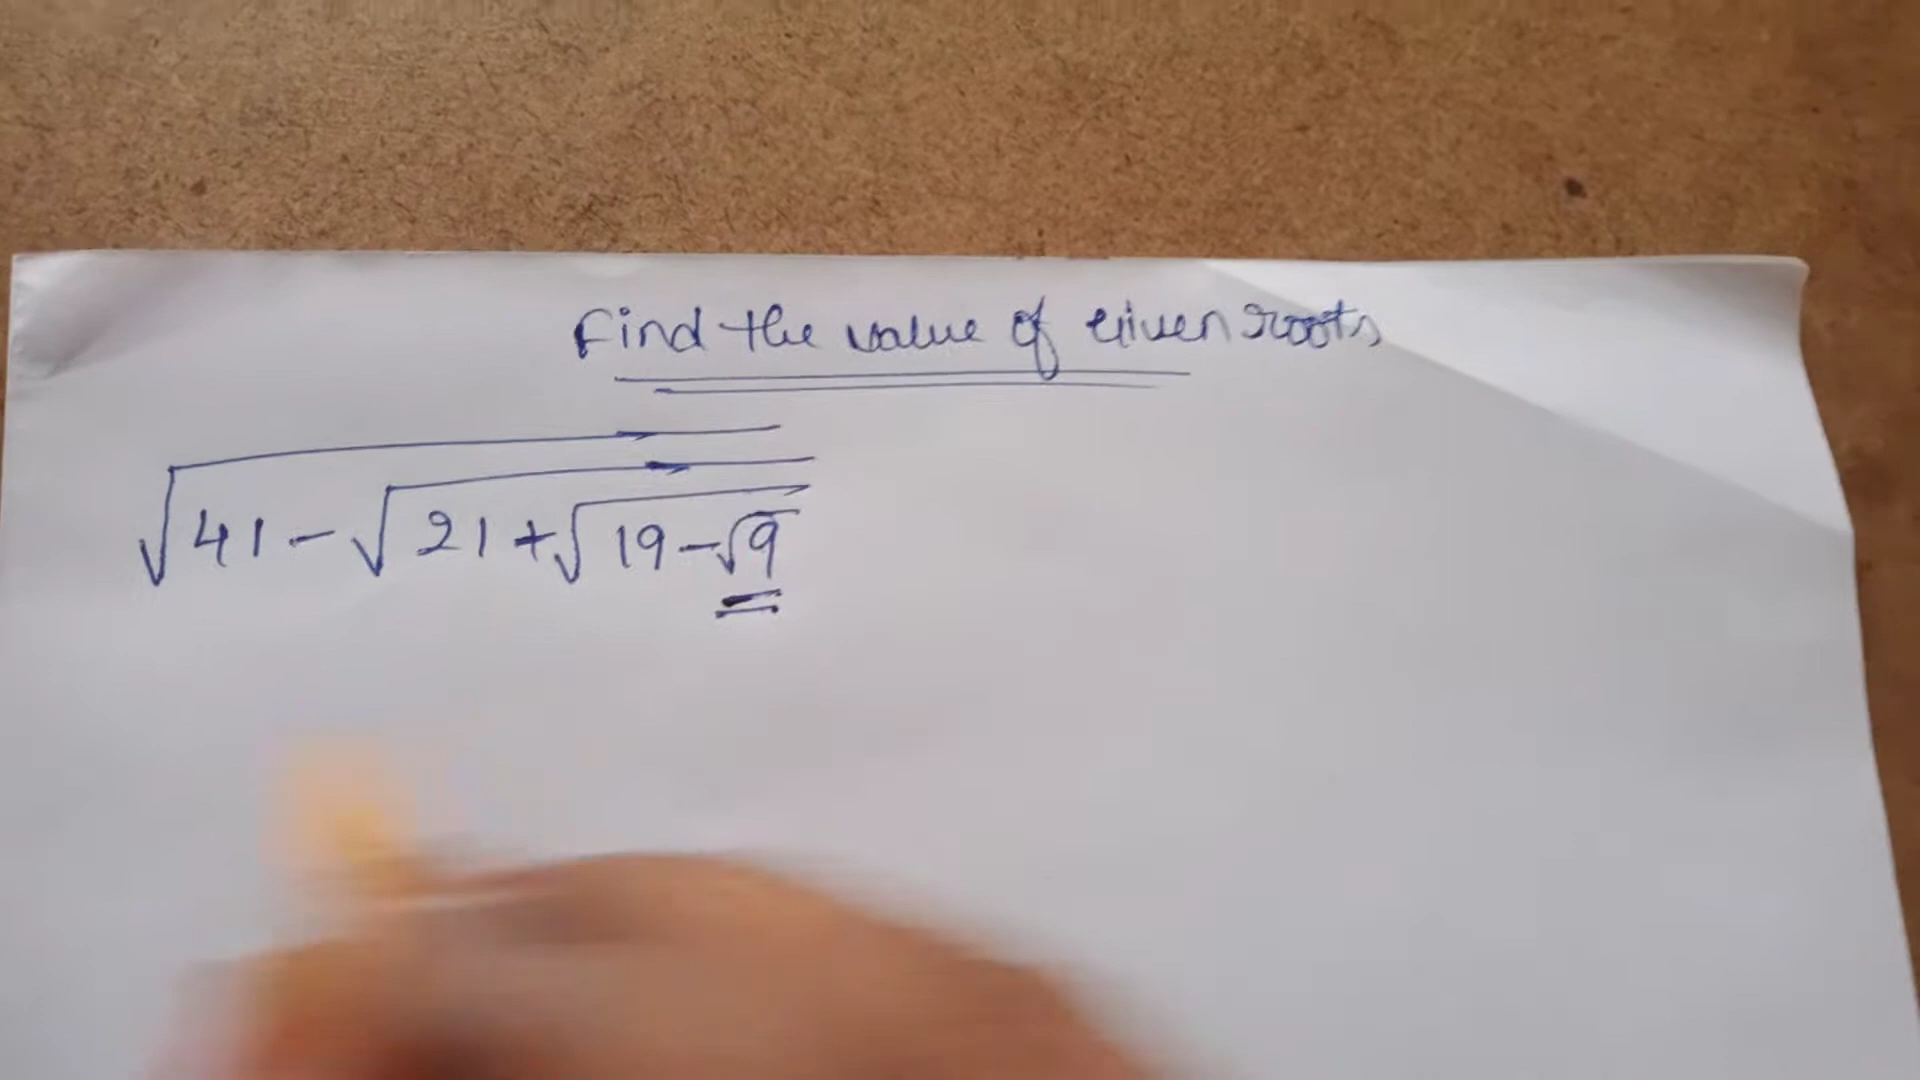 Find the value of Given roots
√41-√21+√19-√9